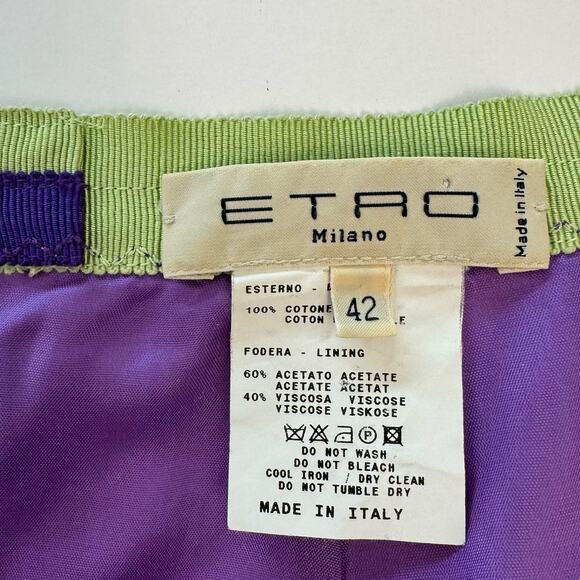 ETRO
Milano
Made in Italy
42
ESTERNO -
100% COTONE
COTON
FODERA - LINING
60% ACETATO ACETATE
ACETATE ACETAT
40% VISCOSA VISCOSE
VISCOSE VISKOSE
P
DO NOT WASH
DO NOT BLEACH
COOL IRON / DRY CLEAN
DO NOT TUMBLE DRY
MADE IN ITALY